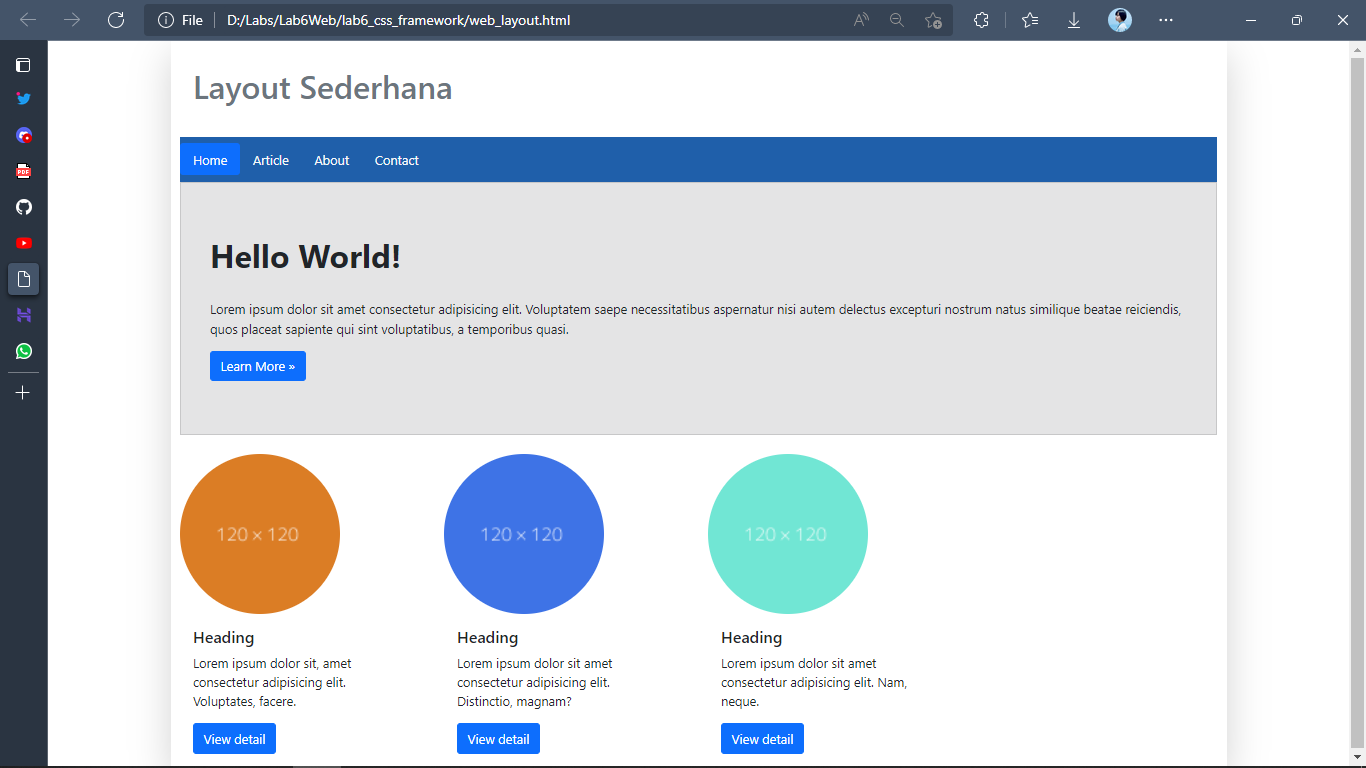 File D:/Labs/Lab6Web/lab6_css_framework/web_layout.html
PDF
Layout Sederhana
Home Article About Contact
Hello World!
Lorem ipsum dolor sit amet consectetur adipisicing elit. Voluptatem saepe necessitatibus aspernatur nisi autem delectus excepturi nostrum natus similique beatae reiciendis,
quos placeat sapiente qui sint voluptatibus, a temporibus quasi.
Learn More »
120 × 120 120 × 120 120 × 120
Heading Heading Heading
Lorem ipsum dolor sit, amet Lorem ipsum dolor sit amet Lorem ipsum dolor sit amet
consectetur adipisicing elit. consectetur adipisicing elit. consectetur adipisicing elit. Nam,
Voluptates, facere. Distinctio, magnam? neque.
View detail View detail View detail